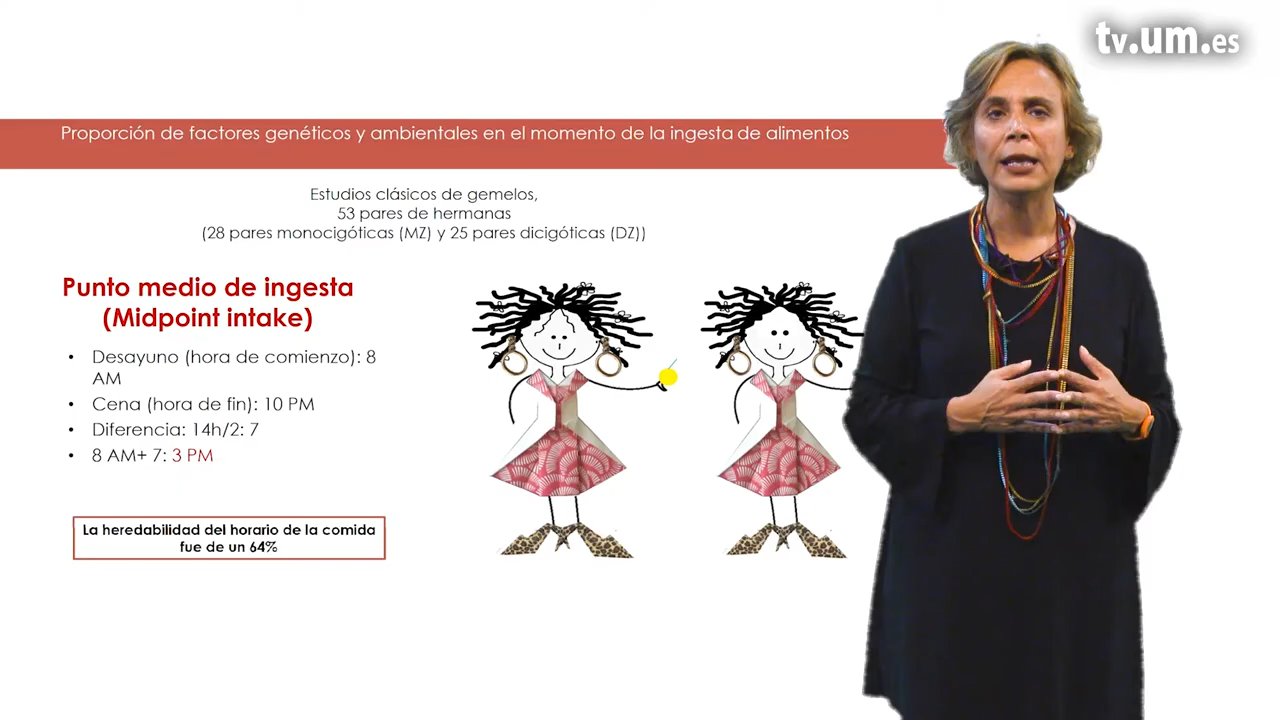 tv.um.es
Proporción de factores genéticos y ambientales en el momento de la ingesta de alimentos
Estudios clásicos de gemelos,
53 pares de hermanas
(28 pares monocigóticas (MZ) y 25 pares dicigóticas (DZ))
Punto medio de ingesta
(Midpoint intake)
• Desayuno (hora de comienzo): 8
AM
• Cena (hora de fin): 10 PM
• Diferencia: 14h/2: 7
• 8 AM+ 7: 3 PM
La heredabilidad del horario de la comida
fue de un 64%